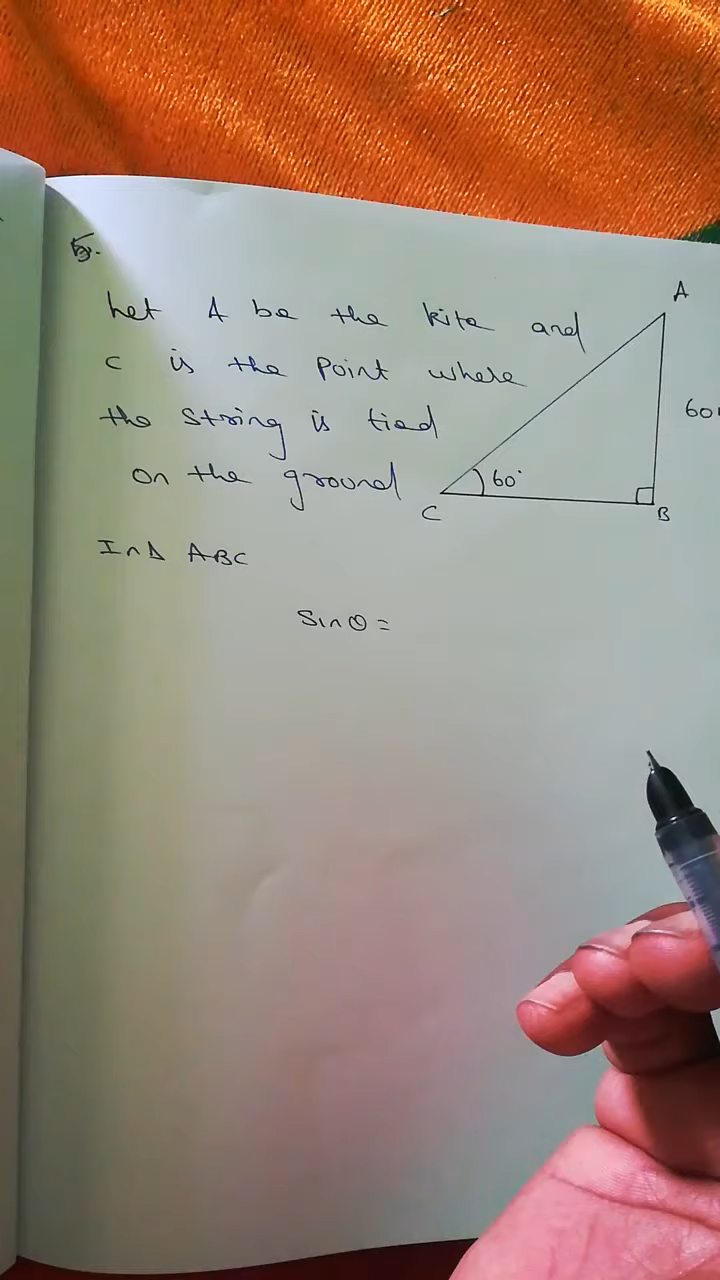 5.
Let A be the kite and
C is the point where
the string is tied
on the ground
A
60
60°
C
B
In Δ ABC
Sin θ =